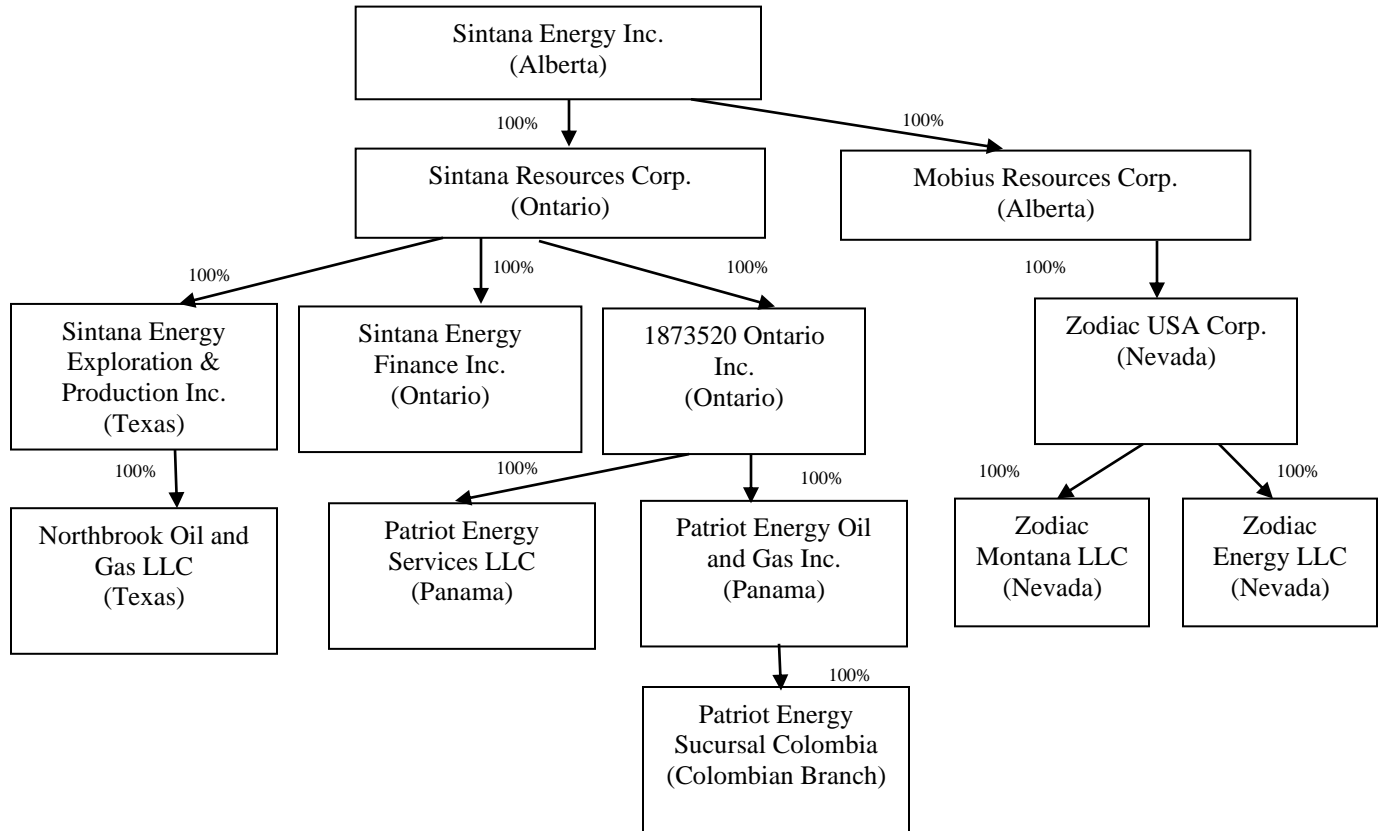 Sintana Energy Inc.
(Alberta)
100%
100%
Sintana Resources Corp.
(Ontario)
Mobius Resources Corp.
(Alberta)
100%
100%
100%
100%
Sintana Energy
Exploration &
Production Inc.
(Texas)
Sintana Energy
Finance Inc.
(Ontario)
1873520 Ontario
Inc.
(Ontario)
Zodiac USA Corp.
(Nevada)
100%
100%
100%
100%
100%
Northbrook Oil and
Gas LLC
(Texas)
Patriot Energy
Services LLC
(Panama)
Patriot Energy Oil
and Gas Inc.
(Panama)
Zodiac
Montana LLC
(Nevada)
Zodiac
Energy LLC
(Nevada)
100%
Patriot Energy
Sucursal Colombia
(Colombian Branch)